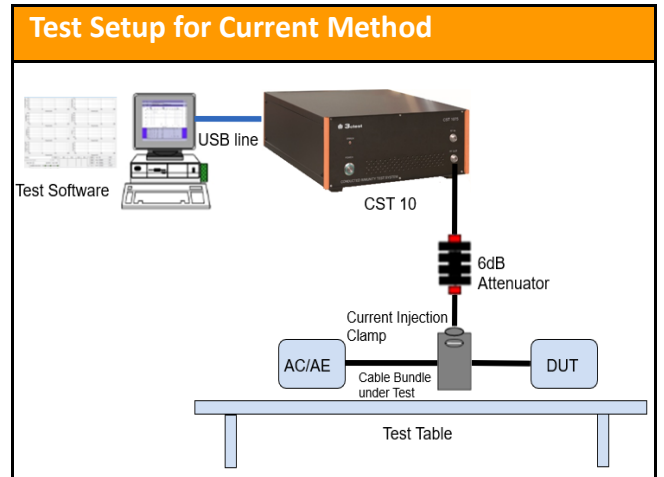 Test Setup for Current Method
3ctest
USB line
Test Software
CST 10
6dB
Attenuator
Current Injection
Clamp
AC/AE
DUT
Cable Bundle
under Test
Test Table